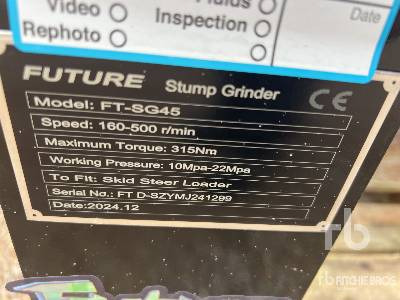 Video
Rephoto
Fluids
Inspection
Date
FUTURE Stump Grinder CE
Model: FT-SG45
Speed: 160-500 r/min
Maximum Torque: 315Nm
Working Pressure: 10Mpa-22Mpa
To Fit: Skid Steer Loader
Serial No.: FT D-SZYMJ241299
Date:2024.12
rb
RITCHIE BROS